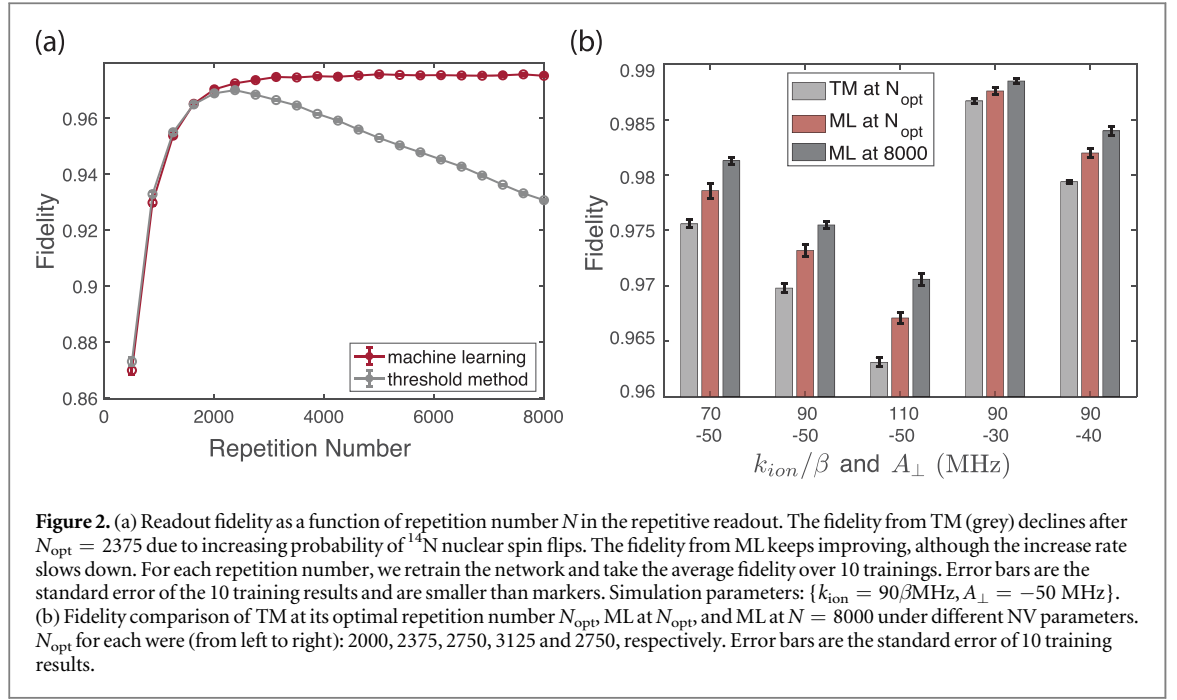 (a)
(b)
0.96
0.94
0.92
0.9
0.88
0.86
Fidelity
0
2000
4000
6000
8000
Repetition Number
machine learning
threshold method
0.99
0.985
0.98
0.975
0.97
0.965
0.96
Fidelity
TM at N_opt
ML at N_opt
ML at 8000
70 90 110 90 90
-50 -50 -50 -30 -40
k_ion/β and A_⊥ (MHz)
Figure 2. (a) Readout fidelity as a function of repetition number N in the repetitive readout. The fidelity from TM (grey) declines after
N_opt = 2375 due to increasing probability of ¹⁴N nuclear spin flips. The fidelity from ML keeps improving, although the increase rate
slows down. For each repetition number, we retrain the network and take the average fidelity over 10 trainings. Error bars are the
standard error of the 10 training results and are smaller than markers. Simulation parameters: {k_ion = 90βMHz, A_⊥ = −50 MHz}.
(b) Fidelity comparison of TM at its optimal repetition number N_opt, ML at N_opt, and ML at N = 8000 under different NV parameters.
N_opt for each were (from left to right): 2000, 2375, 2750, 3125 and 2750, respectively. Error bars are the standard error of 10 training
results.